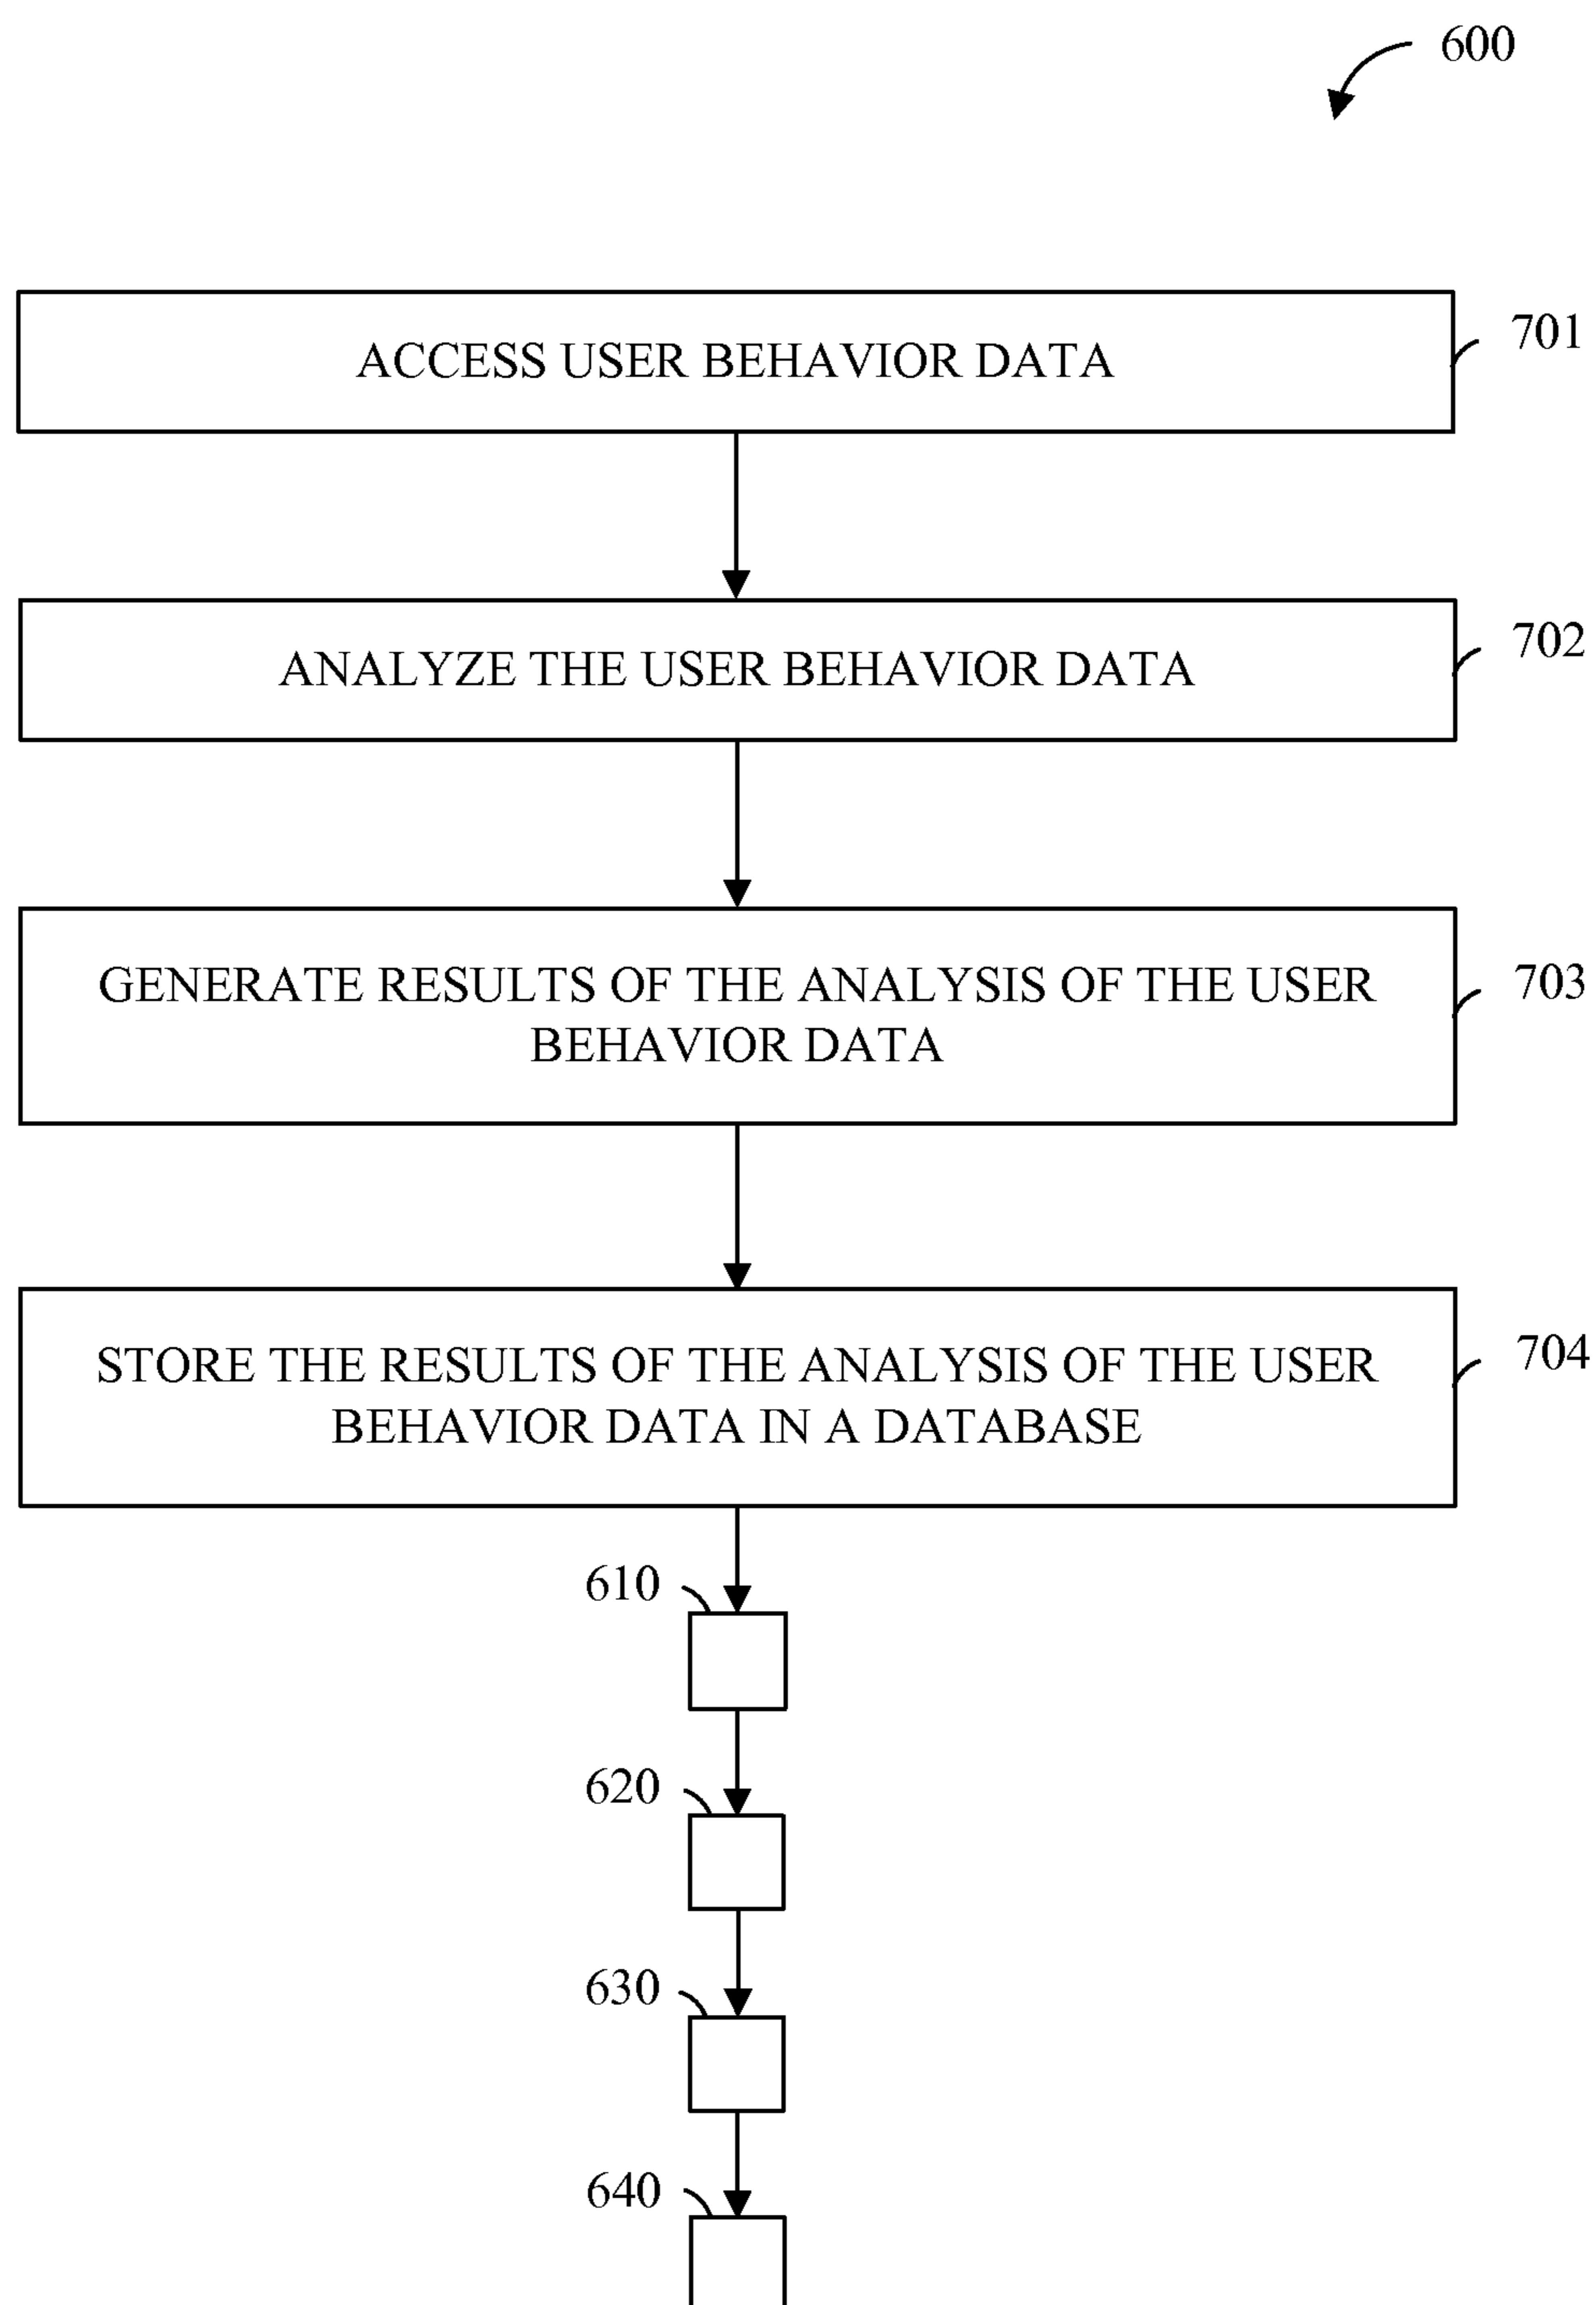 600
ACCESS USER BEHAVIOR DATA
701
ANALYZE THE USER BEHAVIOR DATA
702
GENERATE RESULTS OF THE ANALYSIS OF THE USER
BEHAVIOR DATA
703
STORE THE RESULTS OF THE ANALYSIS OF THE USER
BEHAVIOR DATA IN A DATABASE
704
610
620
630
640